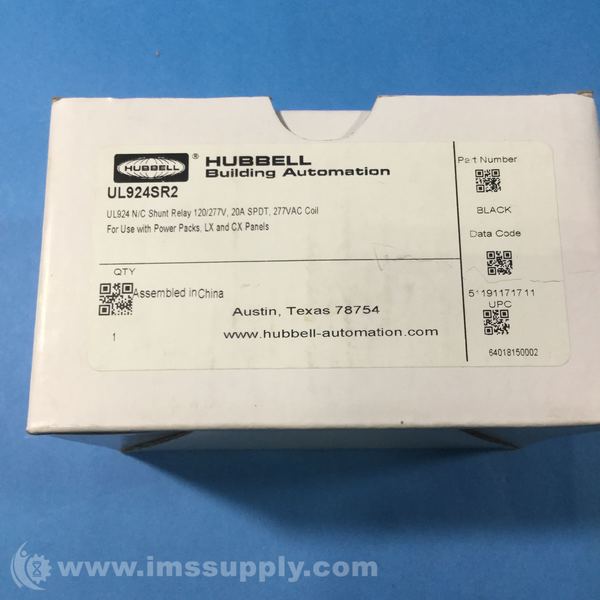 HUBBELL ® HUBBELL
Building Automation
UL924SR2
UL924 N/C Shunt Relay 120/277V, 20A SPDT, 277VAC Coil
For Use with Power Packs, LX and CX Panels
QTY
Assembled in China
1
Austin, Texas 78754
www.hubbell-automation.com
Part Number
BLACK
Data Code
51191171711
UPC
64018150002
www.imssupply.com